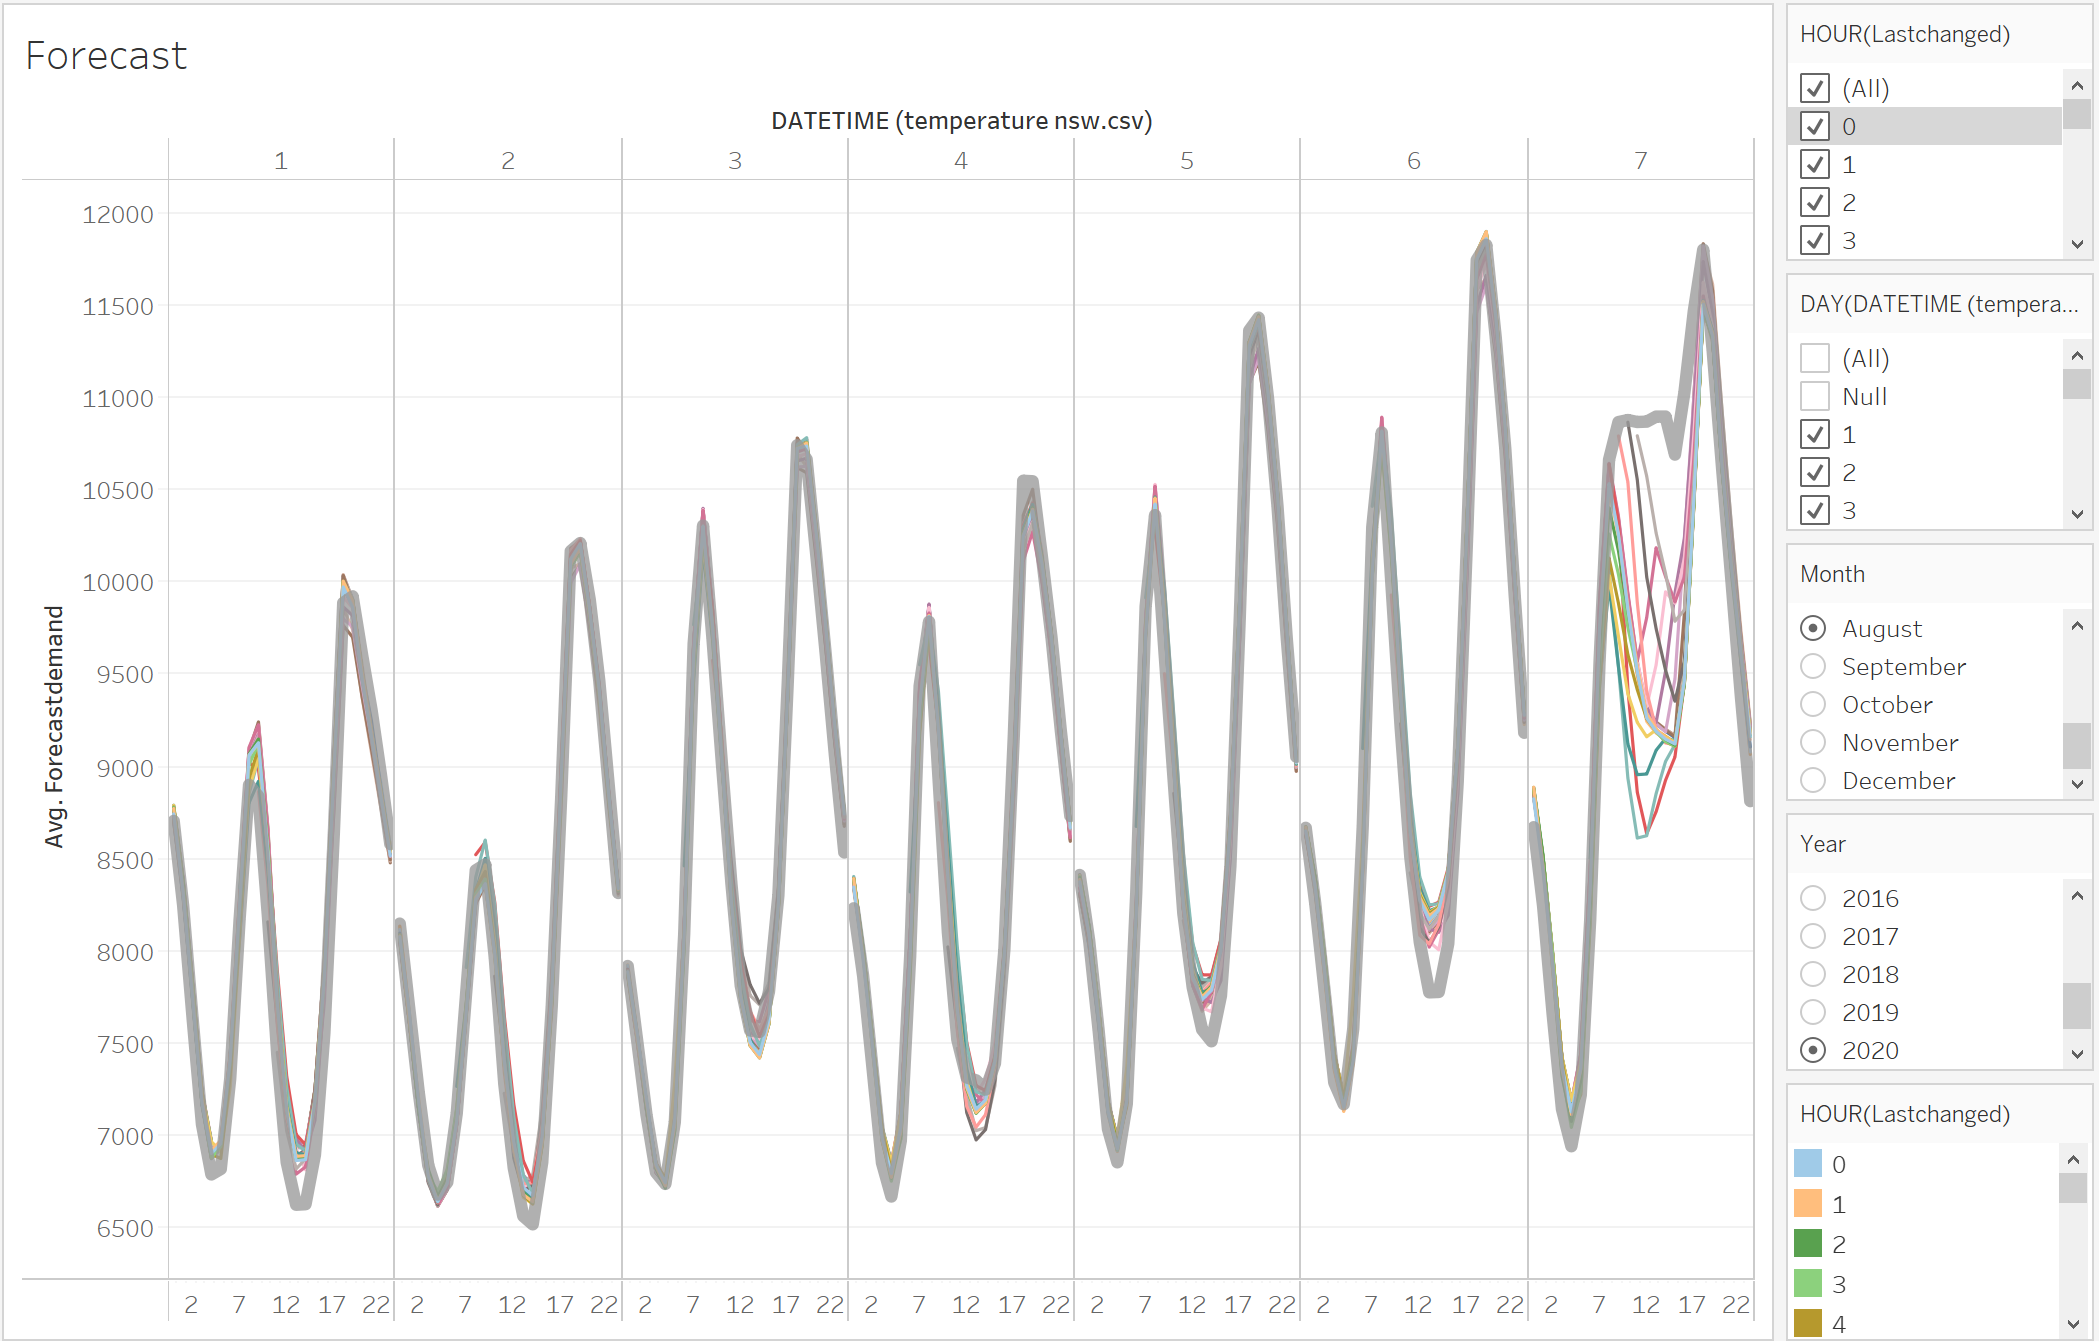 Forecast
DATETIME (temperature nsw.csv)
1 2 3 4 5 6 7
12000
11500
11000
10500
10000
9500
9000
8500
8000
7500
7000
6500
Avg. Forecastdemand
2 7 12 17 22 2 7 12 17 22 2 7 12 17 22 2 7 12 17 22 2 7 12 17 22 2 7 12 17 22 2 7 12 17 22
HOUR(Lastchanged)
(All)
0
1
2
3
DAY(DATETIME (tempera...
(All)
Null
1
2
3
Month
August
September
October
November
December
Year
2016
2017
2018
2019
2020
HOUR(Lastchanged)
0
1
2
3
4